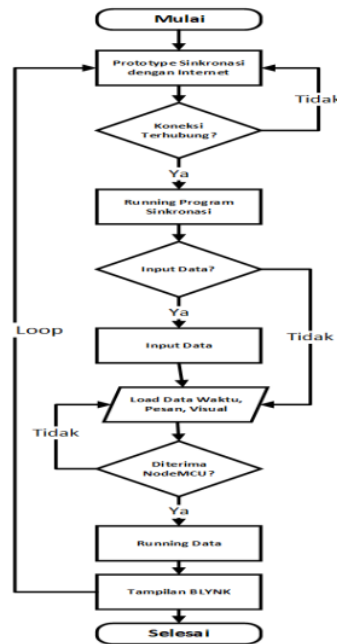 Mulai
Prototype Sinkronasi
dengan Internet
Tidak
Koneksi
Terhubung?
Ya
Running Program
Sinkronasi
Input Data?
Ya
Loop
Tidak
Input Data
Load Data Waktu,
Pesan, Visual
Tidak
Diterima
NodeMCU?
Ya
Running Data
Tampilan BLYNK
Selesai